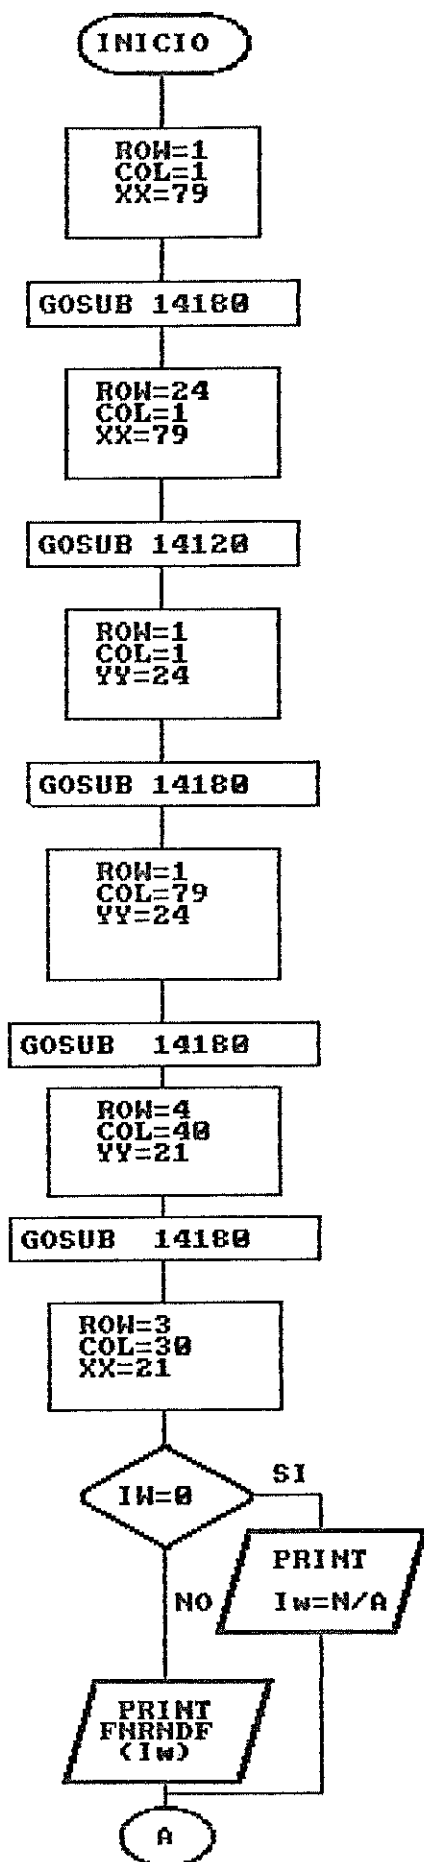 INICIO
ROW=1
COL=1
XX=79
GOSUB 14180
ROW=24
COL=1
XX=79
GOSUB 14120
ROW=1
COL=1
YY=24
GOSUB 14180
ROW=1
COL=79
YY=24
GOSUB 14180
ROW=4
COL=40
YY=21
GOSUB 14180
ROW=3
COL=30
XX=21
IW=0
SI
PRINT
Iw=N/A
NO
PRINT
FNRNDF
(Iw)
A